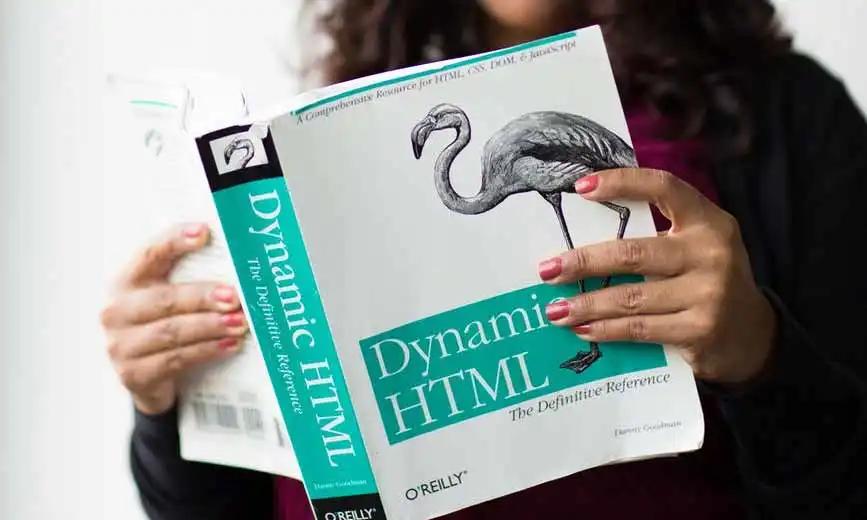 A Comprehensive Resource for HTML, CSS, DOM, & JavaScript
Dynamic
HTML
The Definitive Reference
Danny Goodman
O'REILLY®
Dynamic HTML
The Definitive Reference
Danny Goodman
O'REILLY®